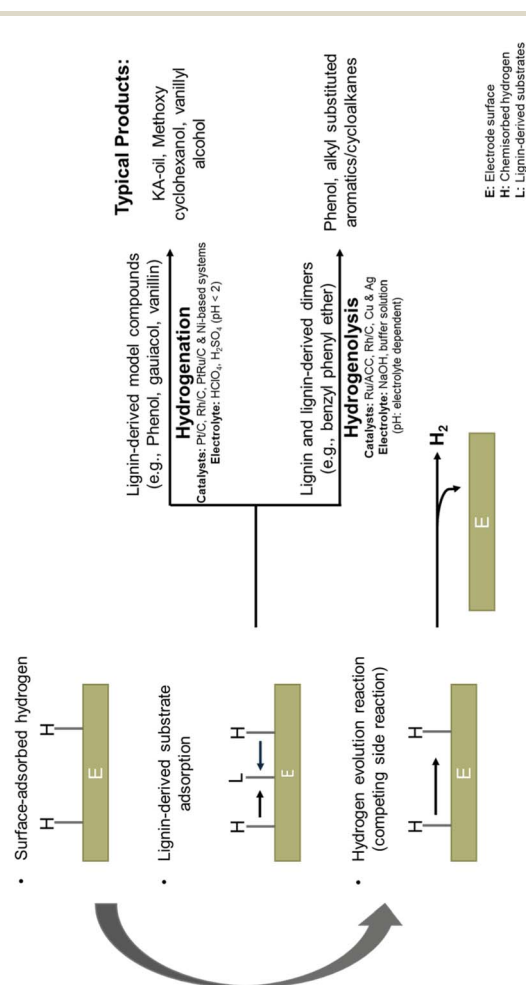 • Surface-adsorbed hydrogen
H H
E
• Lignin-derived substrate
adsorption
H L H
E
• Hydrogen evolution reaction
(competing side reaction)
H H
E
Typical Products:
Lignin-derived model compounds
(e.g., Phenol, guaiacol, vanillin)
Hydrogenation
Catalysts: Pt/C, Rh/C, PtRu/C & Ni-based systems
Electrolyte: HClO₄, H₂SO₄ (pH < 2)
KA-oil, Methoxy
cyclohexanol, vanillyl
alcohol
Lignin and lignin-derived dimers
(e.g., benzyl phenyl ether)
Hydrogenolysis
Catalysts: Ru/ACC, Rh/C, Cu & Ag
Electrolyte: NaOH, buffer solution
(pH: electrolyte dependent)
Phenol, alkyl substituted
aromatics/cycloalkanes
H₂
E
E: Electrode surface
H: Chemisorbed hydrogen
L: Lignin-derived substrates